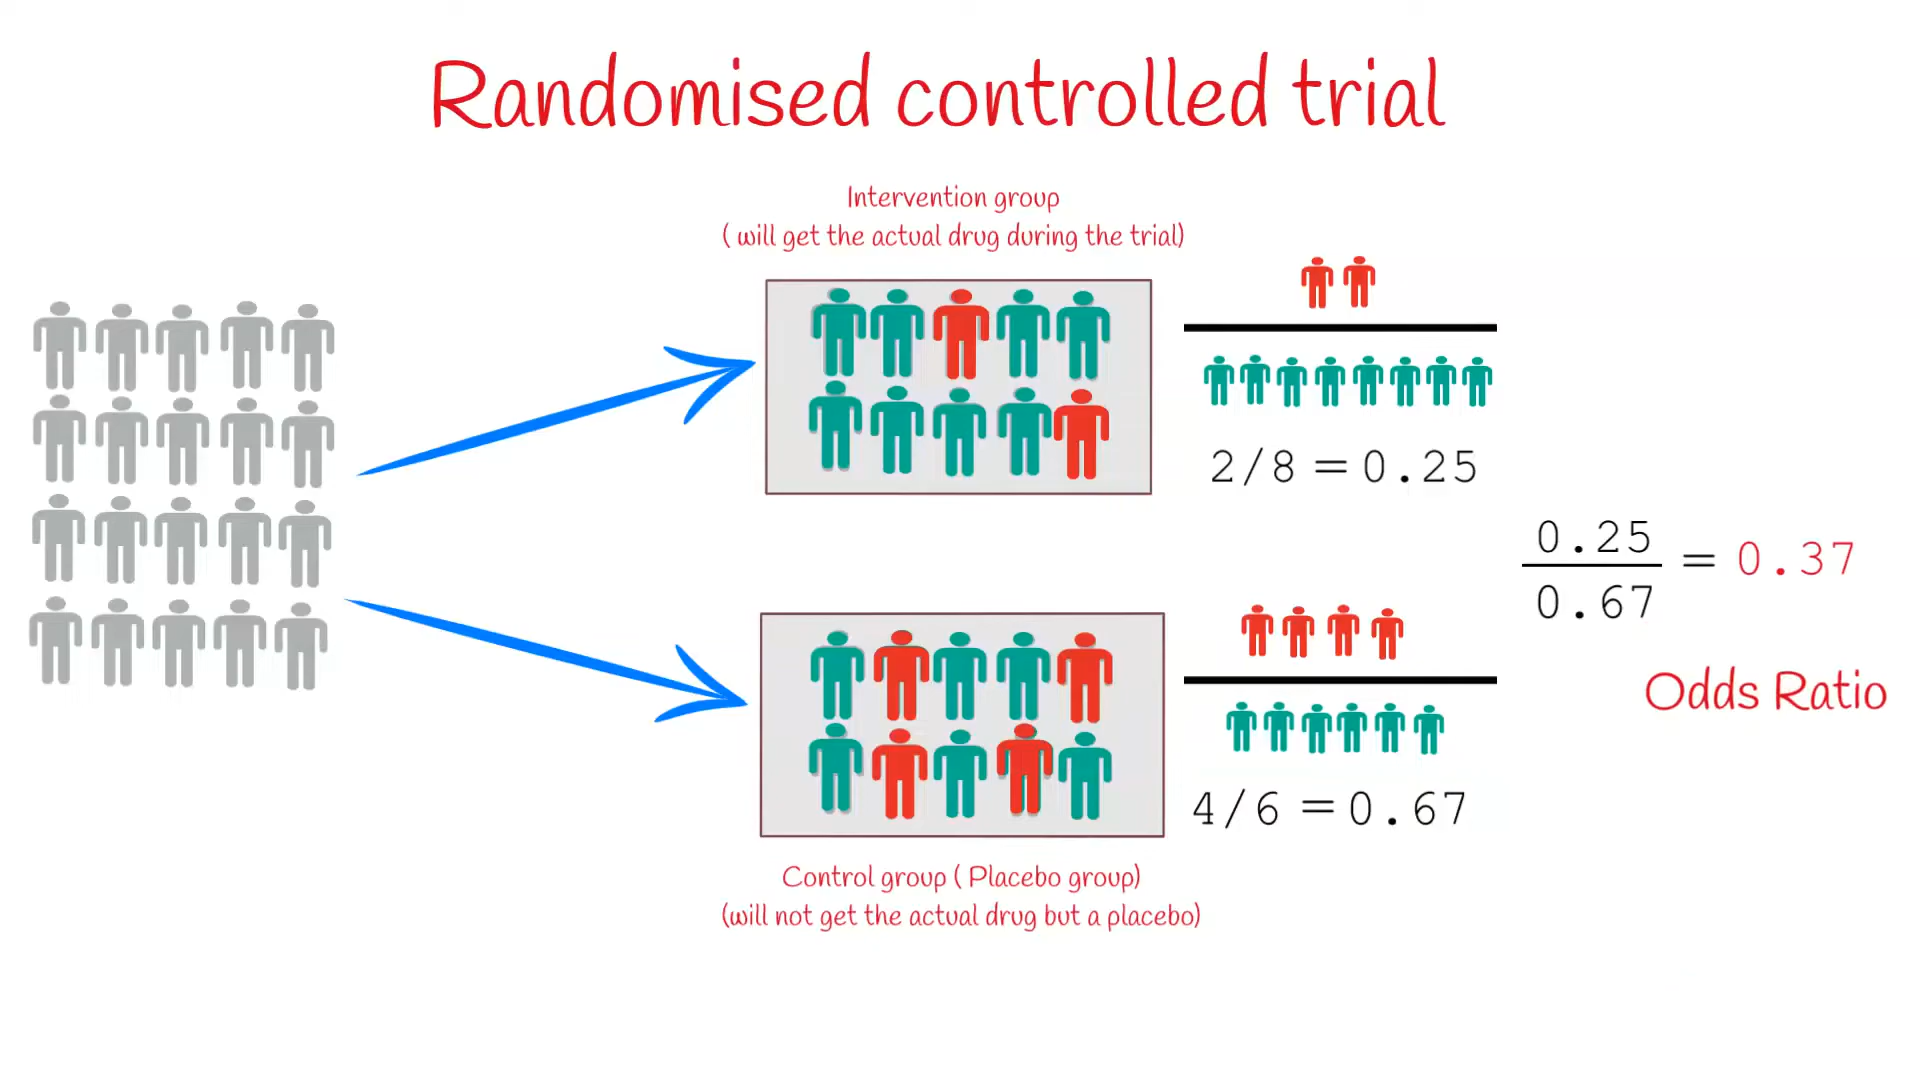 Randomised controlled trial
Intervention group
( will get the actual drug during the trial)
2/8 = 0.25
0.25
0.67
= 0.37
Odds Ratio
4/6 = 0.67
Control group ( Placebo group)
(will not get the actual drug but a placebo)